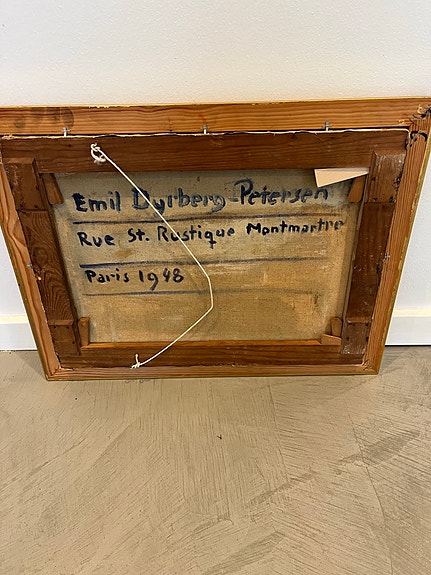 Emil Dyrberg Petersen
Rue St. Rustique Montmartre
Paris 1948